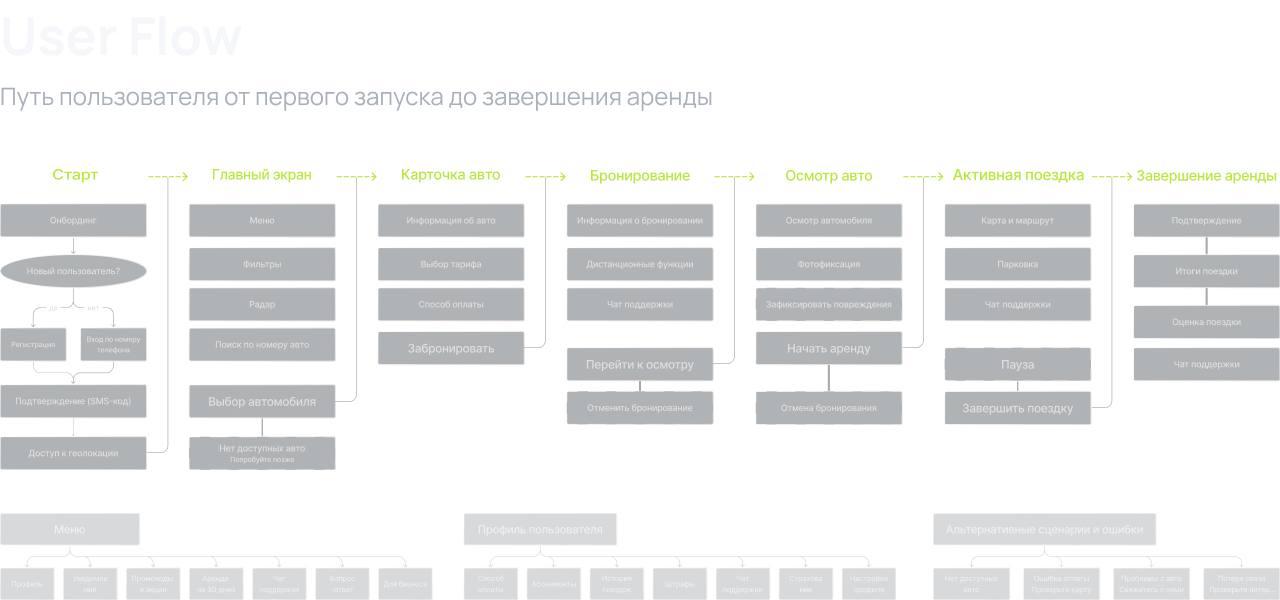 User Flow
Путь пользователя от первого запуска до завершения аренды
Старт
Онбординг
Новый пользователь?
да
нет
Регистрация
Вход по номеру
телефона
Подтверждение (SMS-код)
Доступ к геолокации
Главный экран
Меню
Фильтры
Радар
Поиск по номеру авто
Выбор автомобиля
Нет доступных авто
Попробуйте позже
Карточка авто
Информация об авто
Выбор тарифа
Способ оплаты
Забронировать
Бронирование
Информация о бронировании
Дистанционные функции
Чат поддержки
Перейти к осмотру
Отменить бронирование
Осмотр авто
Осмотр автомобиля
Фотофиксация
Зафиксировать повреждения
Начать аренду
Отмена бронирования
Активная поездка
Карта и маршрут
Парковка
Чат поддержки
Пауза
Завершить поездку
Завершение аренды
Подтверждение
Итоги поездки
Оценка поездки
Чат поддержки
Меню
Профиль
Уведомле
ния
Промокоды
и акции
Аренда
на 30 дней
Чат
поддержки
Вопрос
ответ
Для бизнеса
Профиль пользователя
Способ
оплаты
Абонементы
История
поездок
Штрафы
Чат
поддержки
Страхова
ние
Настройки
профиля
Альтернативные сценарии и ошибки
Нет доступных
авто
Ошибка оплаты
Проверьте карту
Проблема с авто
Свяжитесь с нами
Потеря связи
Проверьте интер...